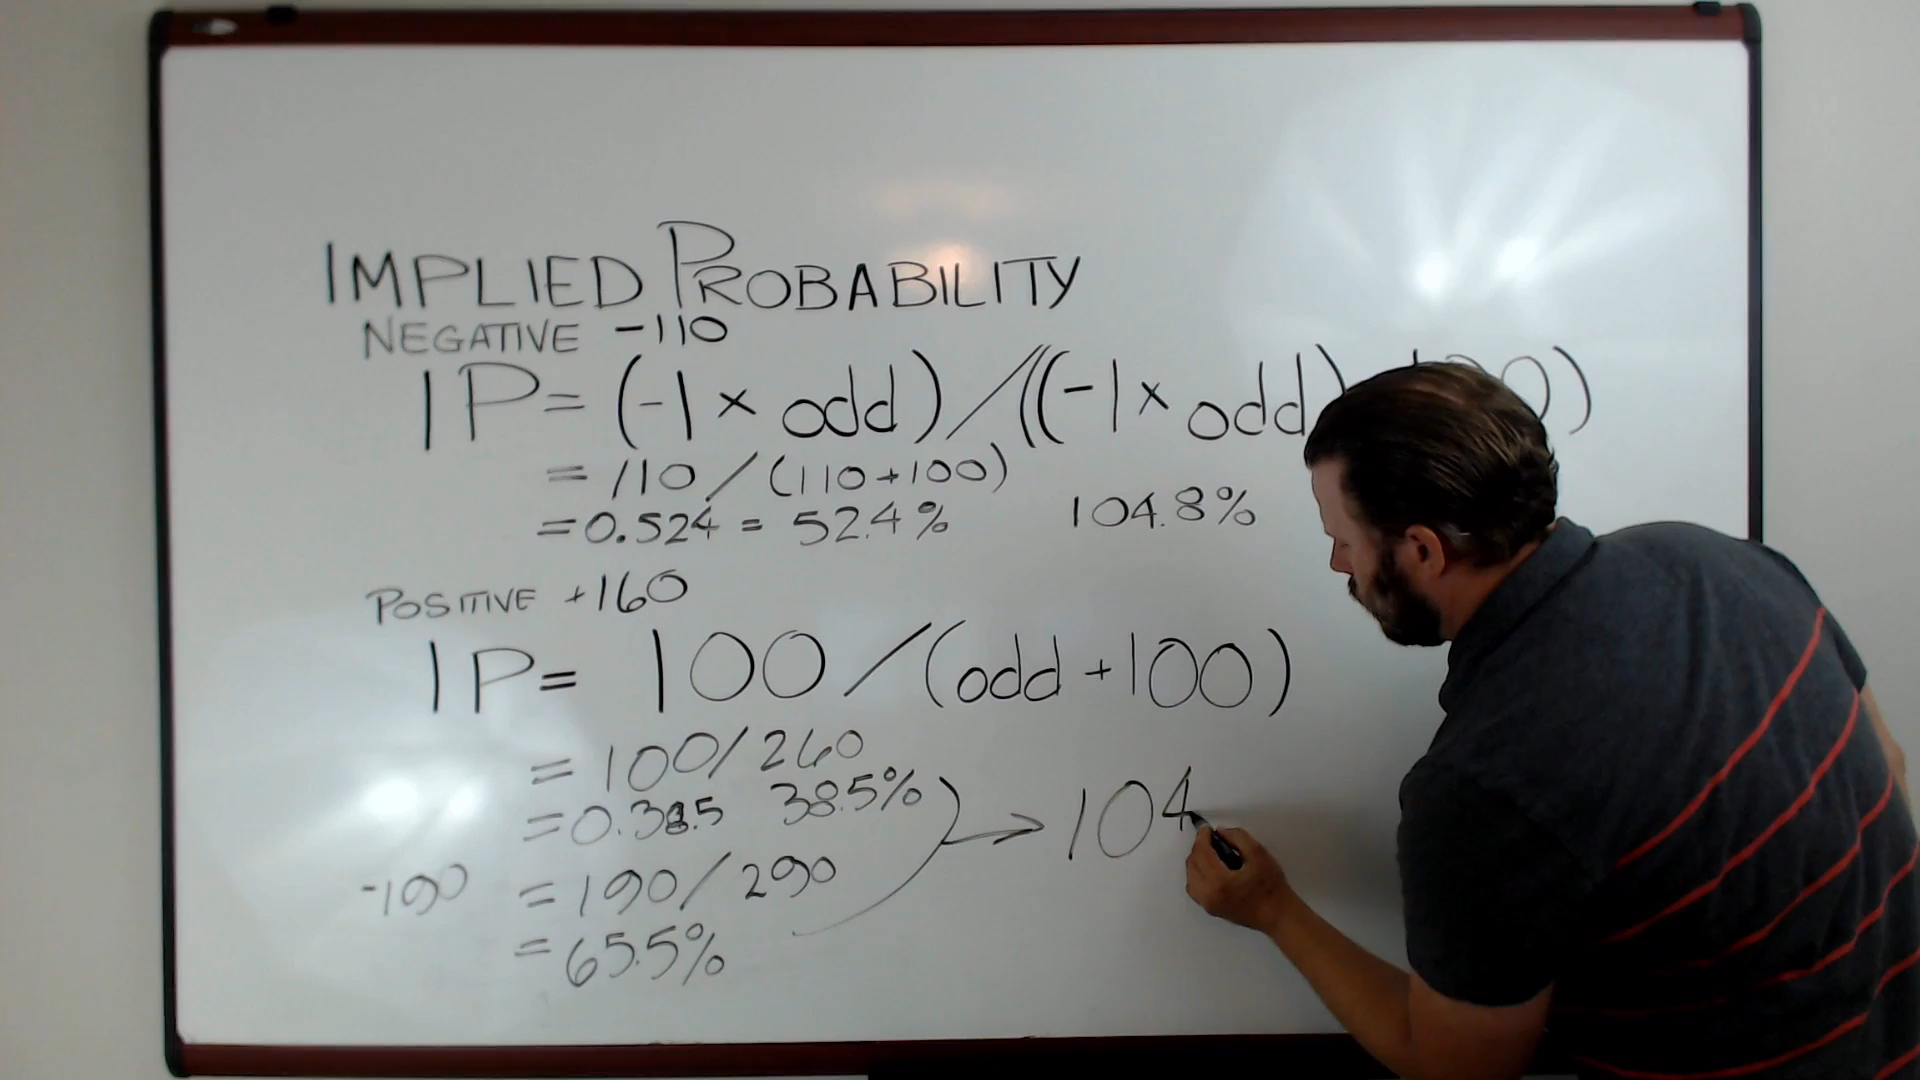 IMPLIED PROBABILITY
NEGATIVE -110
IP = (-1 x odd) / ((-1 x odd)
= 110 / (110+100)
= 0.524 = 52.4%
104.8%
POSITIVE +160
IP = 100 / (odd +100)
= 100/260
= 0.385 38.5%
→ 104
-190 = 190/290
= 65.5%